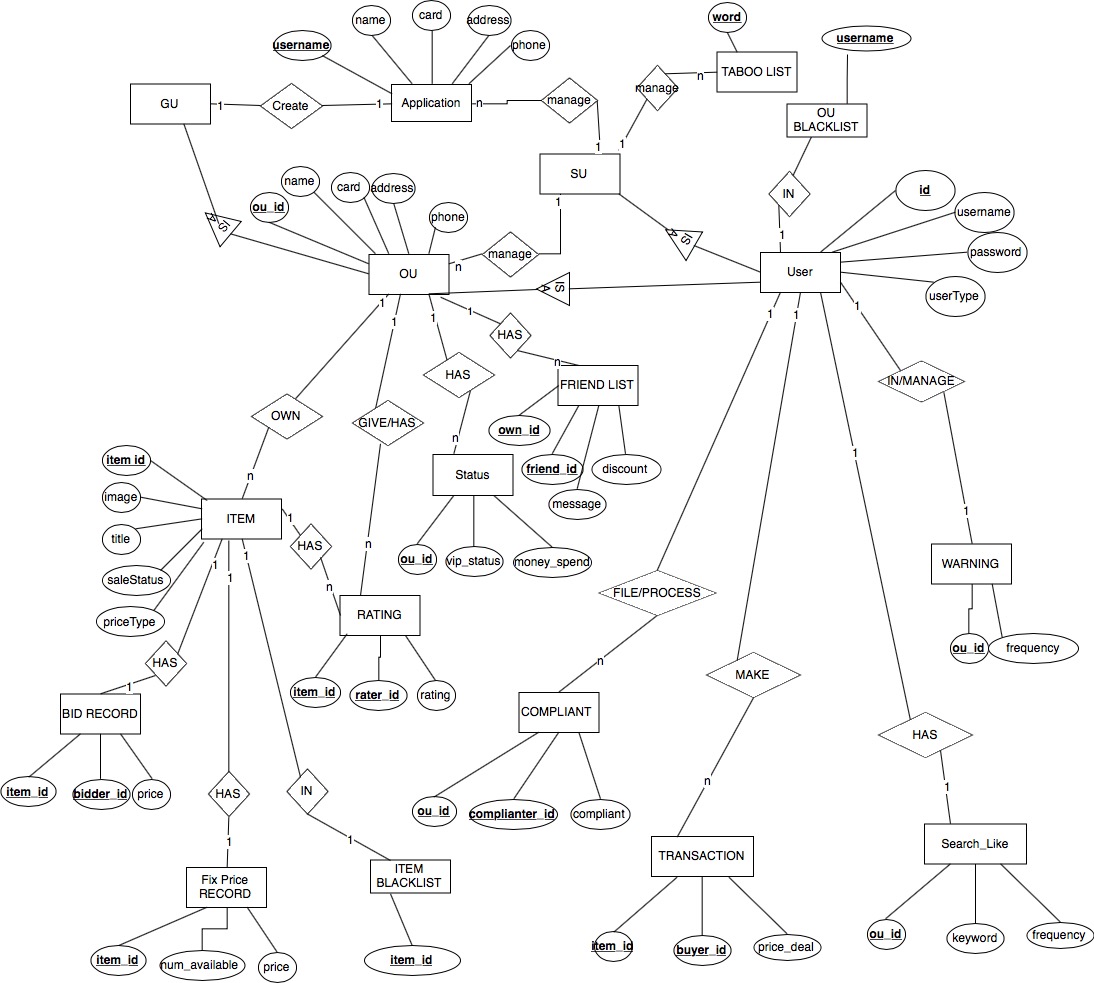 word
name
card
address
username
username
phone
TABOO LIST
n
manage
GU
1
Create
1
Application
n
manage
OU
BLACKLIST
1
1
SU
IN
name
card
address
ou_id
phone
1
id
username
IS
A
IS
A
manage
n
1
password
OU
User
IS
A
userType
1
1
1
1
HAS
n
1
1
1
HAS
FRIEND LIST
IN/MANAGE
OWN
GIVE/HAS
own_id
n
item id
n
Status
friend_id
discount
1
image
message
ITEM
1
title
HAS
n
1
ou_id
vip_status
money_spend
WARNING
saleStatus
1
1
1
n
FILE/PROCESS
priceType
RATING
ou_id
frequency
HAS
n
MAKE
1
item_id
rater_id
rating
BID RECORD
COMPLIANT
HAS
item_id
bidder_id
price
HAS
IN
n
1
ou_id
complianter_id
compliant
1
1
Search_Like
TRANSACTION
Fix Price
RECORD
ITEM
BLACKLIST
item_id
num_available
price
item_id
item_id
buyer_id
price_deal
ou_id
keyword
frequency